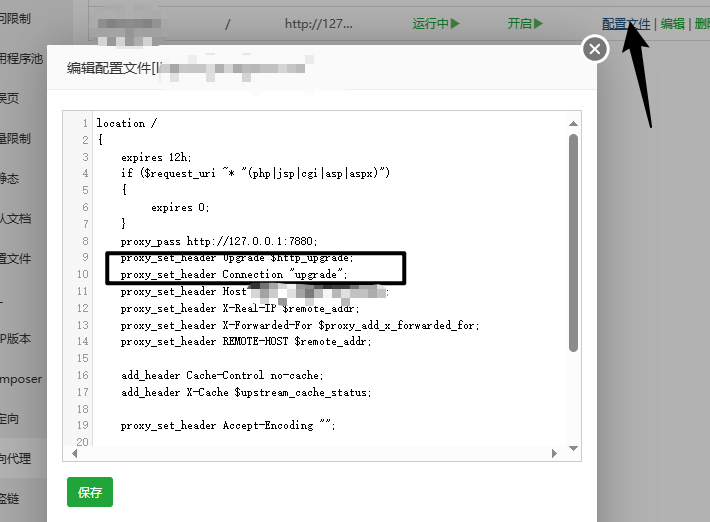 问限制
/
http://127...
运行中
开启
配置文件 | 编辑 | 删
用程序池
编辑配置文件[li
误页
量限制
静态
认文档
置文件
P版本
mposer
定向
向代理
盗链
1 location /
2 {
3 expires 12h;
4 if ($request_uri ~* "(php|jsp|cgi|asp|aspx)")
5 {
6 expires 0;
7 }
8 proxy_pass http://127.0.0.1:7880;
9 proxy_set_header Upgrade $http_upgrade;
10 proxy_set_header Connection "upgrade";
11 proxy_set_header Host ;
12 proxy_set_header X-Real-IP $remote_addr;
13 proxy_set_header X-Forwarded-For $proxy_add_x_forwarded_for;
14 proxy_set_header REMOTE-HOST $remote_addr;
15
16 add_header Cache-Control no-cache;
17 add_header X-Cache $upstream_cache_status;
18
19 proxy_set_header Accept-Encoding "";
20
保存